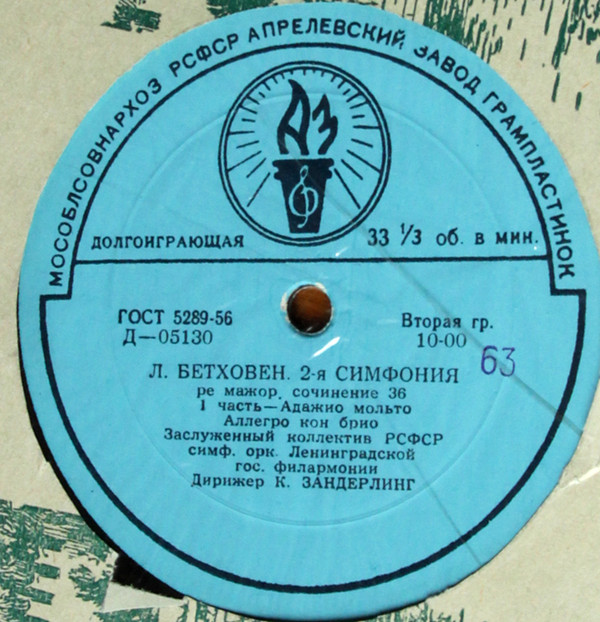 МОСОБЛСОВНАРХОЗ РСФСР АПРЕЛЕВСКИЙ ЗАВОД ГРАМПЛАСТИНОК
АЗ
ДОЛГОИГРАЮЩАЯ 33 1/3 об. в мин.
ГОСТ 5289-56 Вторая гр.
Д—05130 10-00
63
Л. БЕТХОВЕН. 2-я СИМФОНИЯ
ре мажор, сочинение 36
1 часть—Адажио мольто
Аллегро кон брио
Заслуженный коллектив РСФСР
симф. орк. Ленинградской
гос. филармонии
Дирижер К. ЗАНДЕРЛИНГ